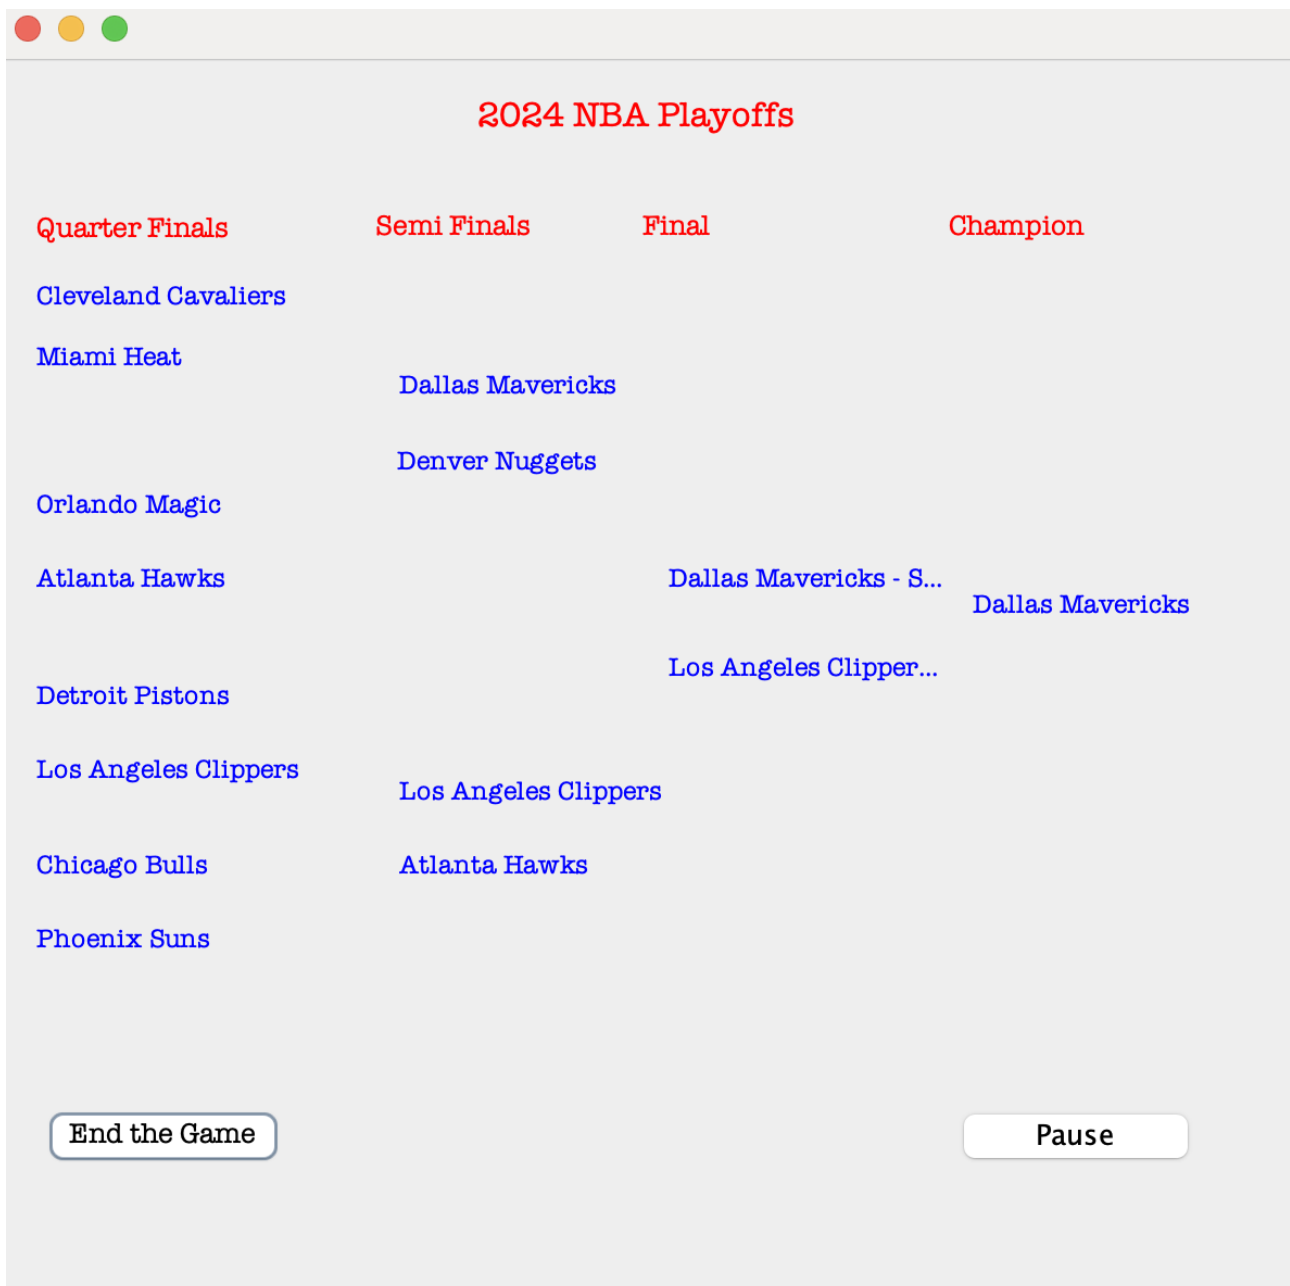 2024 NBA Playoffs
Quarter Finals
Semi Finals
Final
Champion
Cleveland Cavaliers
Miami Heat
Dallas Mavericks
Denver Nuggets
Orlando Magic
Atlanta Hawks
Dallas Mavericks - S...
Dallas Mavericks
Los Angeles Clipper...
Detroit Pistons
Los Angeles Clippers
Los Angeles Clippers
Chicago Bulls
Atlanta Hawks
Phoenix Suns
End the Game
Pause